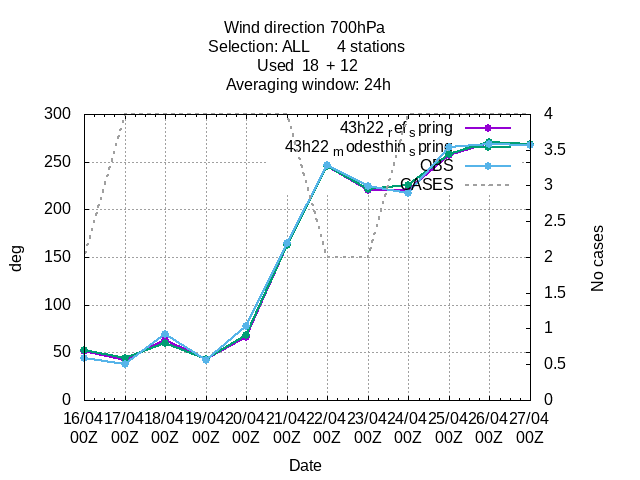 Wind direction 700hPa
Selection: ALL 4 stations
Used 18 + 12
Averaging window: 24h
43h22_ref_spring
43h22_modesthin_spring
OBS
CASES
300
250
200
150
100
50
0
4
3.5
3
2.5
2
1.5
1
0.5
0
deg
No cases
16/04 17/04 18/04 19/04 20/04 21/04 22/04 23/04 24/04 25/04 26/04 27/04
00Z 00Z 00Z 00Z 00Z 00Z 00Z 00Z 00Z 00Z 00Z 00Z
Date